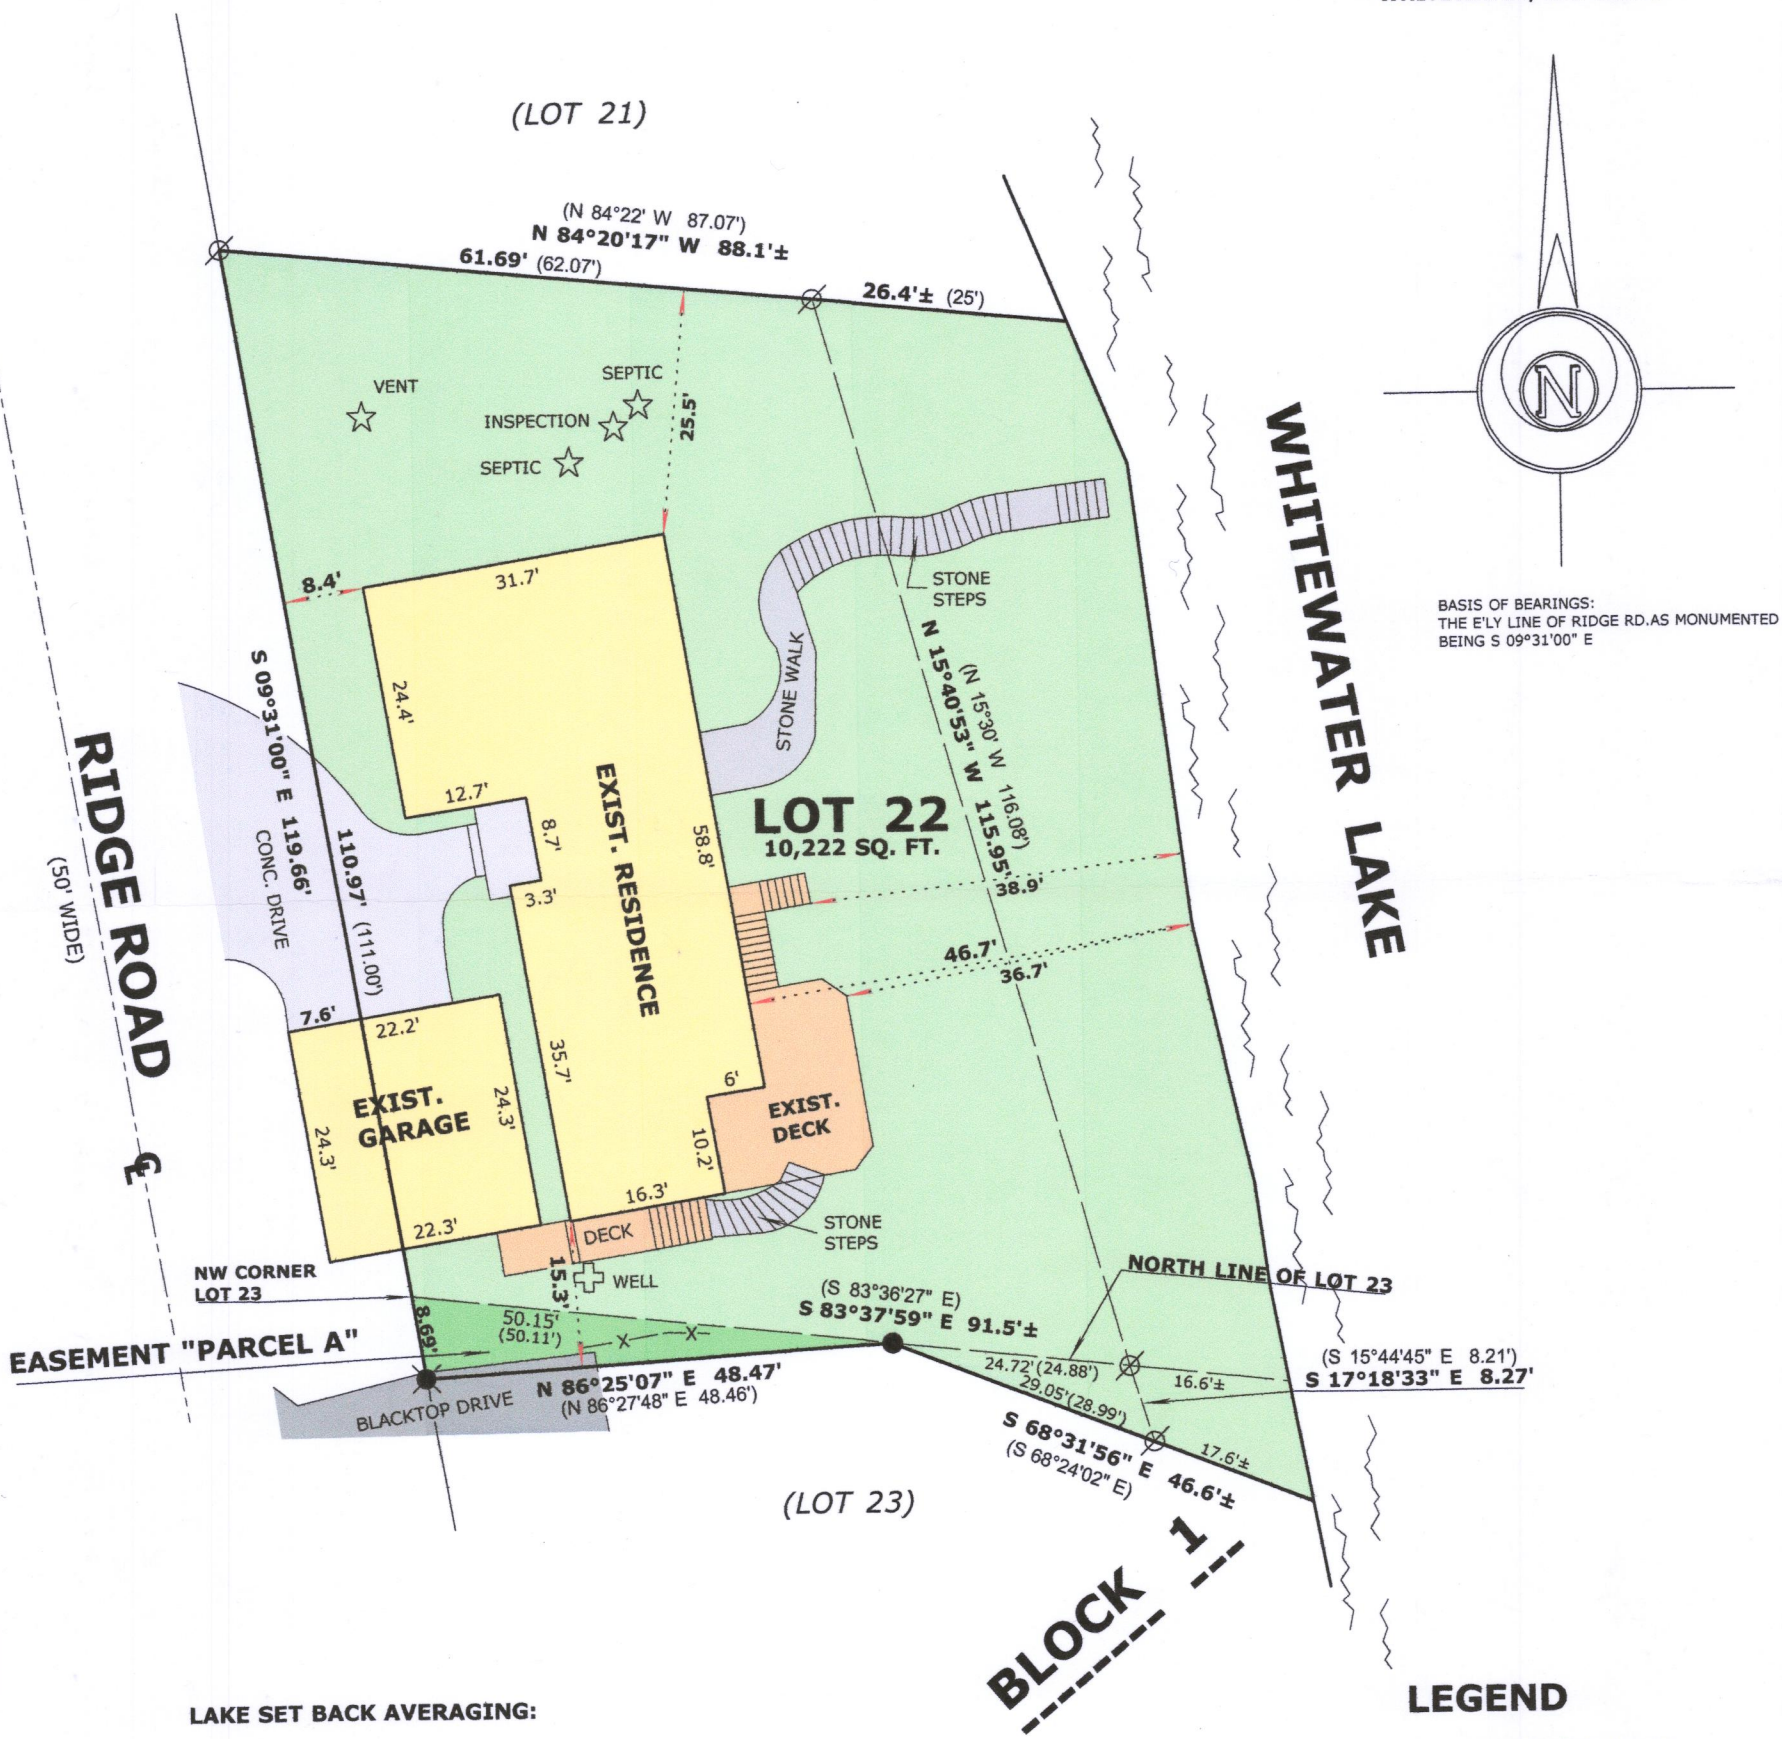 (LOT 21)
(N 84°22' W 87.07')
N 84°20'17" W 88.1'±
61.69' (62.07')
26.4'± (25')
VENT
SEPTIC
INSPECTION
SEPTIC
25.5'
8.4'
31.7'
24.4'
12.7'
8.7'
3.3'
EXIST. RESIDENCE
58.8'
35.7'
6'
10.2'
16.3'
STONE
STEPS
STONE WALK
N
BASIS OF BEARINGS:
THE E'LY LINE OF RIDGE RD.AS MONUMENTED
BEING S 09°31'00" E
WHITEWATER LAKE
(N 15°30' W 116.08')
N 15°40'53" W 115.95'
LOT 22
10,222 SQ. FT.
38.9'
46.7'
36.7'
S 09°31'00" E 119.66'
110.97' (111.00')
CONC. DRIVE
RIDGE ROAD
(50' WIDE)
℄
7.6'
22.2'
EXIST.
GARAGE
24.3'
24.3'
22.3'
EXIST.
DECK
DECK
STONE
STEPS
WELL
15.3'
NW CORNER
LOT 23
8.69'
50.15'
(50.11')
X
X
EASEMENT "PARCEL A"
(S 83°36'27" E)
S 83°37'59" E 91.5'±
NORTH LINE OF LOT 23
24.72'(24.88')
16.6'±
29.05'(28.99')
17.6'±
(S 15°44'45" E 8.21')
S 17°18'33" E 8.27'
N 86°25'07" E 48.47'
(N 86°27'48" E 48.46')
BLACKTOP DRIVE
S 68°31'56" E 46.6'±
(S 68°24'02" E)
(LOT 23)
BLOCK 1
LAKE SET BACK AVERAGING:
LEGEND